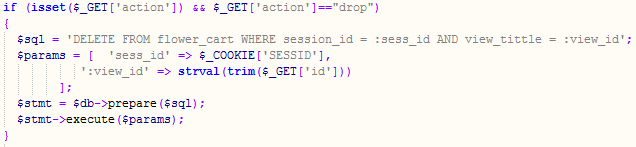 if (isset($_GET['action']) && $_GET['action']=="drop")
{
  $sql = 'DELETE FROM flower_cart WHERE session_id = :sess_id AND view_tittle = :view_id';
  $params = [  'sess_id' => $_COOKIE['SESSID'],
            ':view_id' => strval(trim($_GET['id']))
         ];
  $stmt = $db->prepare($sql);
  $stmt->execute($params);
}